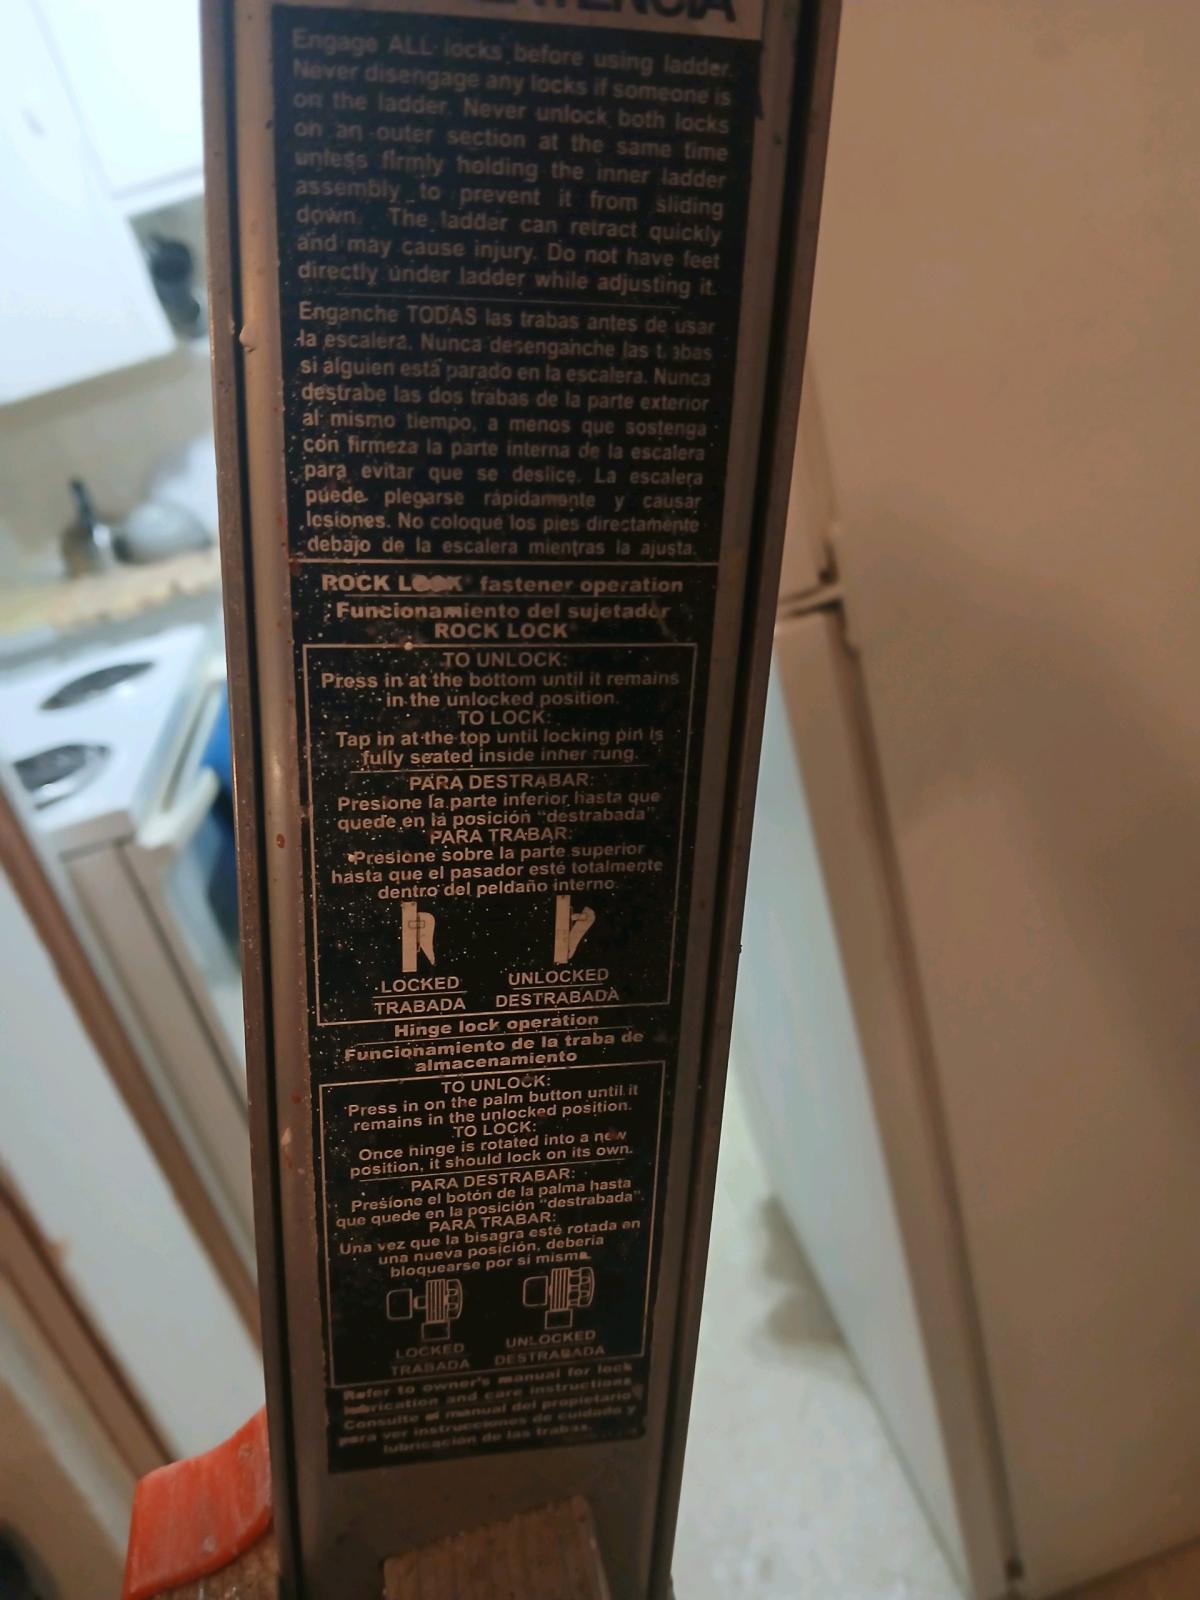 Engage ALL locks before using ladder.
Never disengage any locks if someone is
on the ladder. Never unlock both locks
on an outer section at the same time
unless firmly holding the inner ladder
assembly to prevent it from sliding
down. The ladder can retract quickly
and may cause injury. Do not have feet
directly under ladder while adjusting it.
Enganche TODAS las trabas antes de usar
la escalera. Nunca desenganche las t abas
si alguien está parado en la escalera. Nunca
destrabe las dos trabas de la parte exterior
al mismo tiempo, a menos que sostenga
con firmeza la parte interna de la escalera
para evitar que se deslice. La escalera
puede plegarse rápidamente y causar
lesiones. No coloque los pies directamente
debajo de la escalera mientras la ajusta.
ROCK LOCK® fastener operation
Funcionamiento del sujetador
ROCK LOCK
TO UNLOCK:
Press in at the bottom until it remains
in the unlocked position.
TO LOCK:
Tap in at the top until locking pin is
fully seated inside inner rung.
PARA DESTRABAR:
Presione la parte inferior hasta que
quede en la posición "destrabada"
PARA TRABAR:
Presione sobre la parte superior
hasta que el pasador esté totalmente
dentro del peldaño interno.
LOCKED UNLOCKED
TRABADA DESTRABADA
Hinge lock operation
Funcionamiento de la traba de
almacenamiento
TO UNLOCK:
Press in on the palm button until it
remains in the unlocked position.
TO LOCK:
Once hinge is rotated into a new
position, it should lock on its own.
PARA DESTRABAR:
Presione el botón de la palma hasta
que quede en la posición "destrabada".
PARA TRABAR:
Una vez que la bisagra esté rotada en
una nueva posición, debería
bloquearse por sí misma.
LOCKED UNLOCKED
TRABADA DESTRABADA
Refer to owner's manual for lock
lubrication and care instructions
Consulte el manual del propietario
para ver instrucciones de cuidado y
lubricación de las trabas.